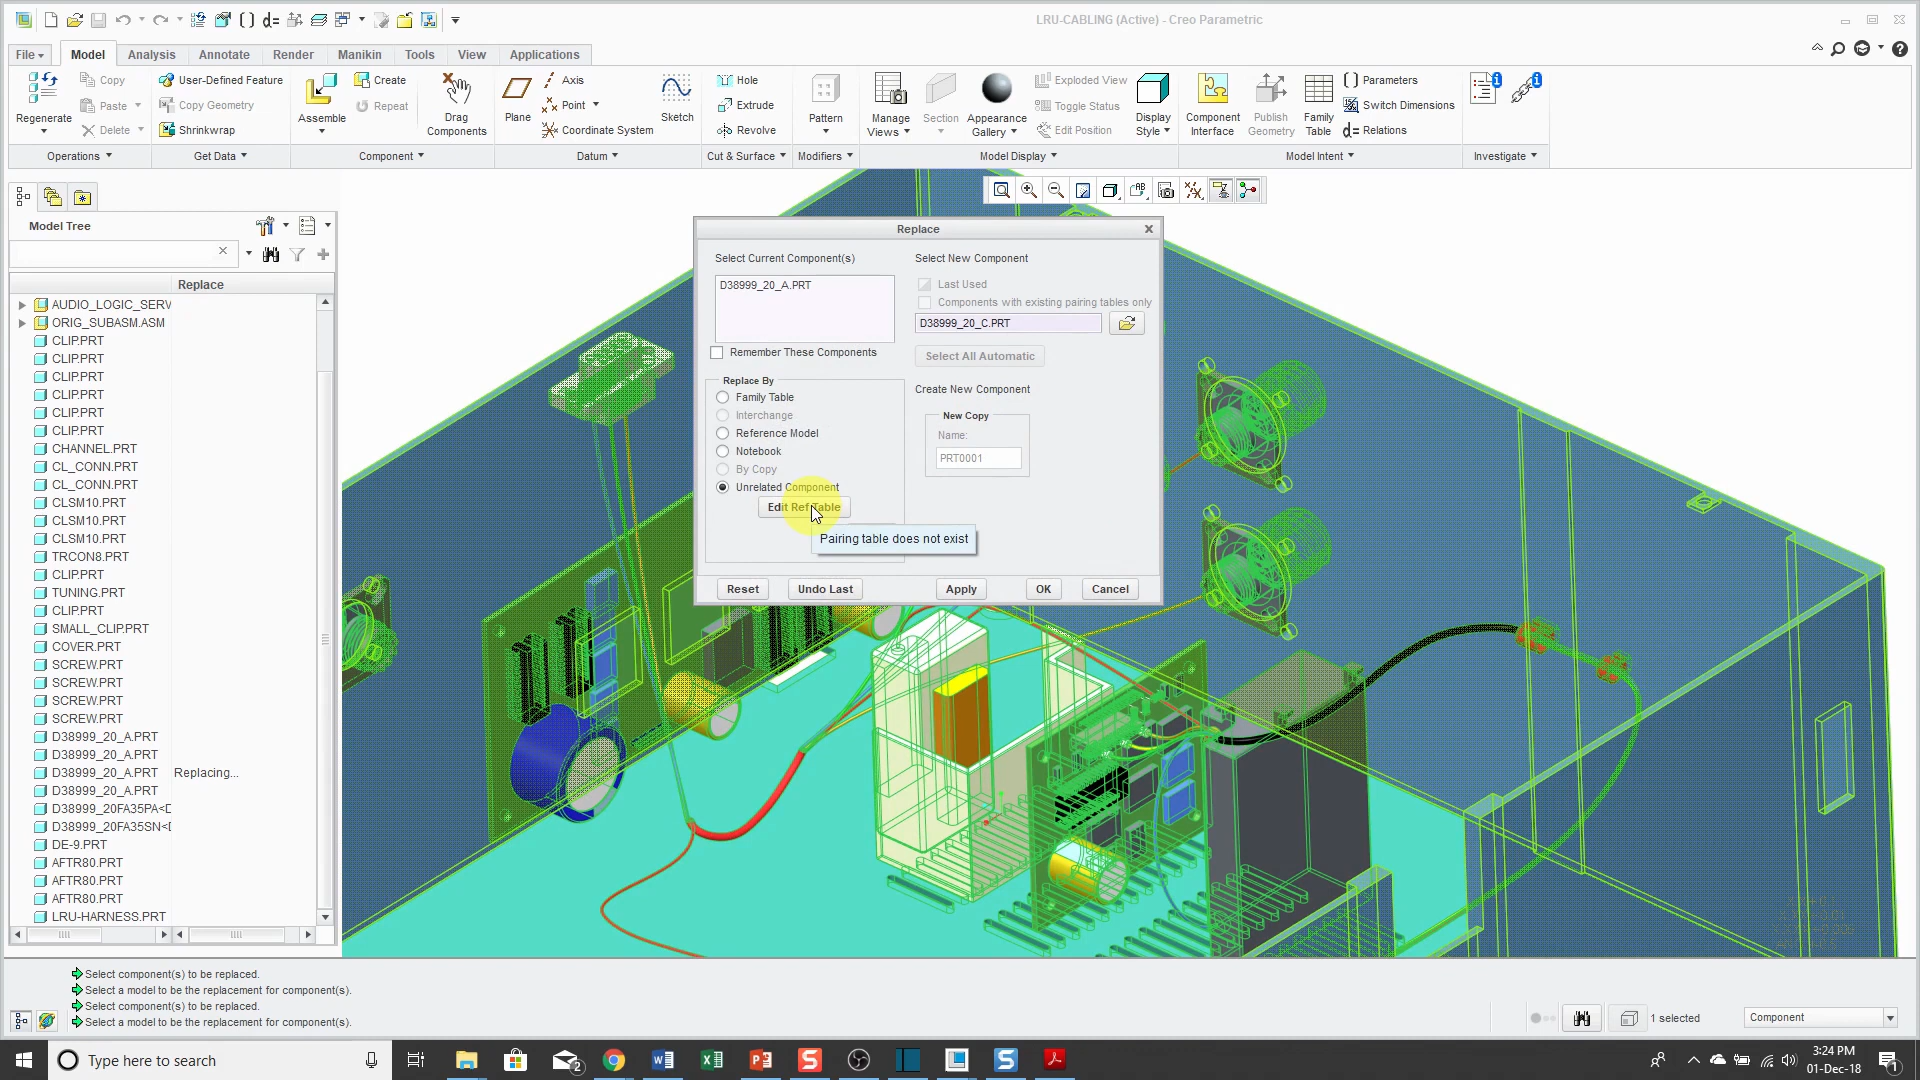 LRU-CABLING (Active) - Creo Parametric
File
Model
Analysis
Annotate
Render
Manikin
Tools
View
Applications
Regenerate
Copy
Paste
Delete
User-Defined Feature
Copy Geometry
Shrinkwrap
Assemble
Create
Repeat
Drag
Components
Plane
Axis
Point
Coordinate System
Sketch
Hole
Extrude
Revolve
Pattern
Manage
Views
Section
Appearance
Gallery
Exploded View
Toggle Status
Edit Position
Display
Style
Component
Interface
Publish
Geometry
Family
Table
Parameters
Switch Dimensions
d= Relations
Operations
Get Data
Component
Datum
Cut & Surface
Modifiers
Model Display
Model Intent
Investigate
Model Tree
Replace
AUDIO_LOGIC_SERV
ORIG_SUBASM.ASM
CLIP.PRT
CLIP.PRT
CLIP.PRT
CLIP.PRT
CLIP.PRT
CLIP.PRT
CHANNEL.PRT
CL_CONN.PRT
CL_CONN.PRT
CLSM10.PRT
CLSM10.PRT
CLSM10.PRT
TRCON8.PRT
CLIP.PRT
TUNING.PRT
CLIP.PRT
SMALL_CLIP.PRT
COVER.PRT
SCREW.PRT
SCREW.PRT
SCREW.PRT
SCREW.PRT
D38999_20_A.PRT
D38999_20_A.PRT
D38999_20_A.PRT Replacing...
D38999_20_A.PRT
D38999_20FA35PA<D
D38999_20FA35SN<D
DE-9.PRT
AFTR80.PRT
AFTR80.PRT
AFTR80.PRT
LRU-HARNESS.PRT
Replace
Select Current Component(s)
D38999_20_A.PRT
Remember These Components
Replace By
Family Table
Interchange
Reference Model
Notebook
By Copy
Unrelated Component
Edit Ref Table
Pairing table does not exist
Select New Component
Last Used
Components with existing pairing tables only
D38999_20_C.PRT
Select All Automatic
Create New Component
New Copy
Name:
PRT0001
Reset
Undo Last
Apply
OK
Cancel
Select component(s) to be replaced.
Select a model to be the replacement for component(s).
Select component(s) to be replaced.
Select a model to be the replacement for component(s).
1 selected
Component
Type here to search
3:24 PM
01-Dec-18